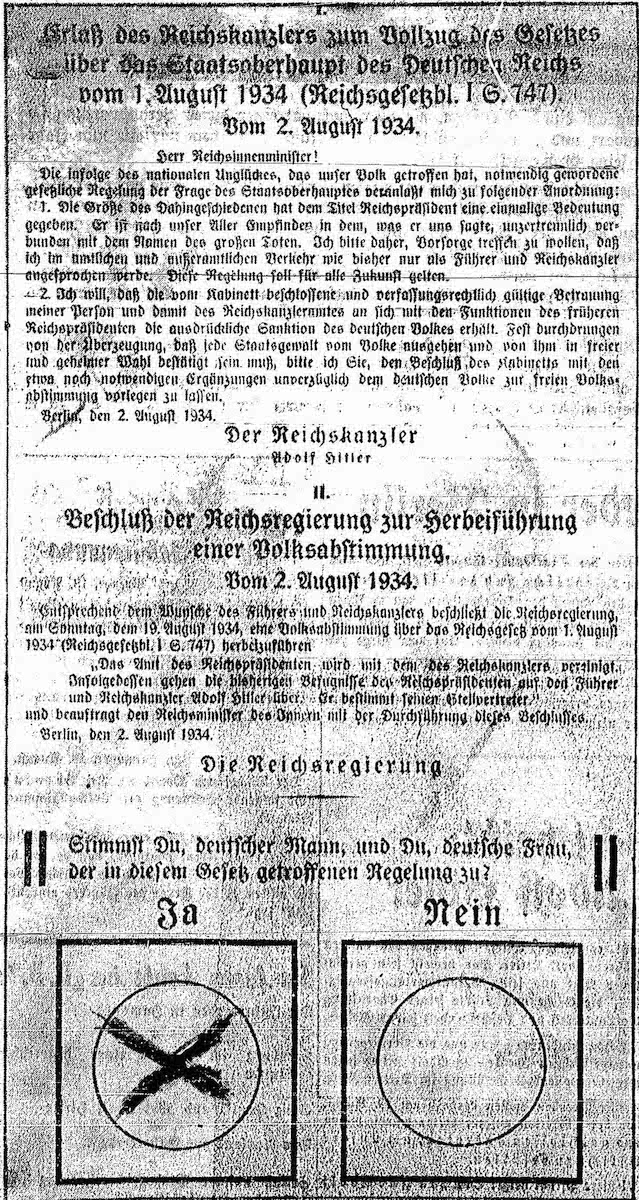 I.
Erlaß des Reichskanzlers zum Vollzug des Gesetzes
über das Staatsoberhaupt des Deutschen Reichs
vom 1. August 1934 (Reichsgesetzbl. I S. 747).
Vom 2. August 1934.
Herr Reichsinnenminister!
Die infolge des nationalen Unglückes, das unser Volk getroffen hat, notwendig gewordene
gesetzliche Regelung der Frage des Staatsoberhauptes veranlaßt mich zu folgender Anordnung:
1. Die Größe des Dahingeschiedenen hat dem Titel Reichspräsident eine einmalige Bedeutung
gegeben. Er ist nach unser Aller Empfinden in dem, was er uns sagte, unzertrennlich ver-
bunden mit dem Namen des großen Toten. Ich bitte daher, Vorsorge treffen zu wollen, daß
ich im amtlichen und außeramtlichen Verkehr wie bisher nur als Führer und Reichskanzler
angesprochen werde. Diese Regelung soll für alle Zukunft gelten.
2. Ich will, daß die vom Kabinett beschlossene und verfassungsrechtlich gültige Betrauung
meiner Person und damit des Reichskanzleramtes an sich mit den Funktionen des früheren
Reichspräsidenten die ausdrückliche Sanktion des deutschen Volkes erhält. Fest durchdrungen
von der Überzeugung, daß jede Staatsgewalt vom Volke ausgehen und von ihm in freier
und geheimer Wahl bestätigt sein muß, bitte ich Sie, den Beschluß des Kabinetts mit den
etwa noch notwendigen Ergänzungen unverzüglich dem deutschen Volke zur freien Volks-
abstimmung vorlegen zu lassen.
Berlin, den 2. August 1934.
Der Reichskanzler
Adolf Hitler
II.
Beschluß der Reichsregierung zur Herbeiführung
einer Volksabstimmung.
Vom 2. August 1934.
Entsprechend dem Wunsche des Führers und Reichskanzlers beschließt die Reichsregierung,
am Sonntag, dem 19. August 1934, eine Volksabstimmung über das Reichsgesetz vom 1. August
1934 (Reichsgesetzbl. I S. 747) herbeizuführen
„Das Amt des Reichspräsidenten wird mit dem des Reichskanzlers vereinigt.
Infolgedessen gehen die bisherigen Befugnisse des Reichspräsidenten auf den Führer
und Reichskanzler Adolf Hitler über. Er bestimmt seinen Stellvertreter."
und beauftragt den Reichsminister des Innern mit der Durchführung dieses Beschlusses.
Berlin, den 2. August 1934.
Die Reichsregierung
Stimmst Du, deutscher Mann, und Du, deutsche Frau,
der in diesem Gesetz getroffenen Regelung zu?
Ja Nein